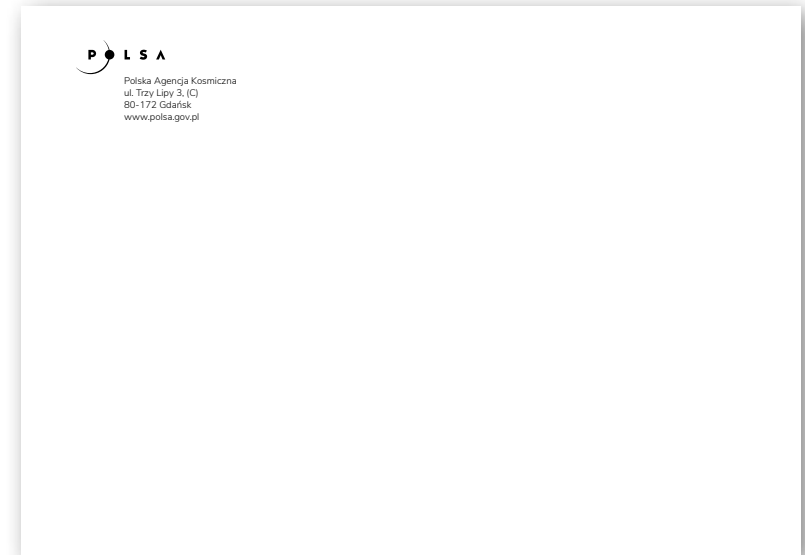 POLSA
Polska Agencja Kosmiczna
ul. Trzy Lipy 3, (C)
80-172 Gdańsk
www.polsa.gov.pl